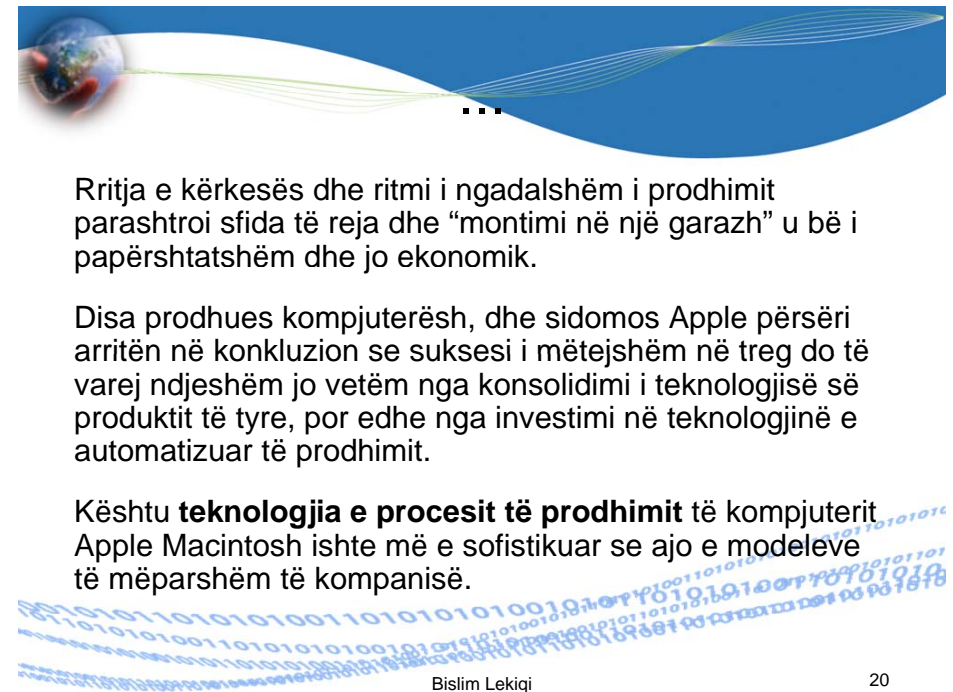 ...
Rritja e kërkesës dhe ritmi i ngadalshëm i prodhimit
parashtroi sfida të reja dhe “montimi në një garazh” u bë i
papërshtatshëm dhe jo ekonomik.
Disa prodhues kompjuterësh, dhe sidomos Apple përsëri
arritën në konkluzion se suksesi i mëtejshëm në treg do të
varej ndjeshëm jo vetëm nga konsolidimi i teknologjisë së
produktit të tyre, por edhe nga investimi në teknologjinë e
automatizuar të prodhimit.
Kështu teknologjia e procesit të prodhimit të kompjuterit
Apple Macintosh ishte më e sofistikuar se ajo e modeleve
të mëparshëm të kompanisë.
Bislim Lekiqi
20